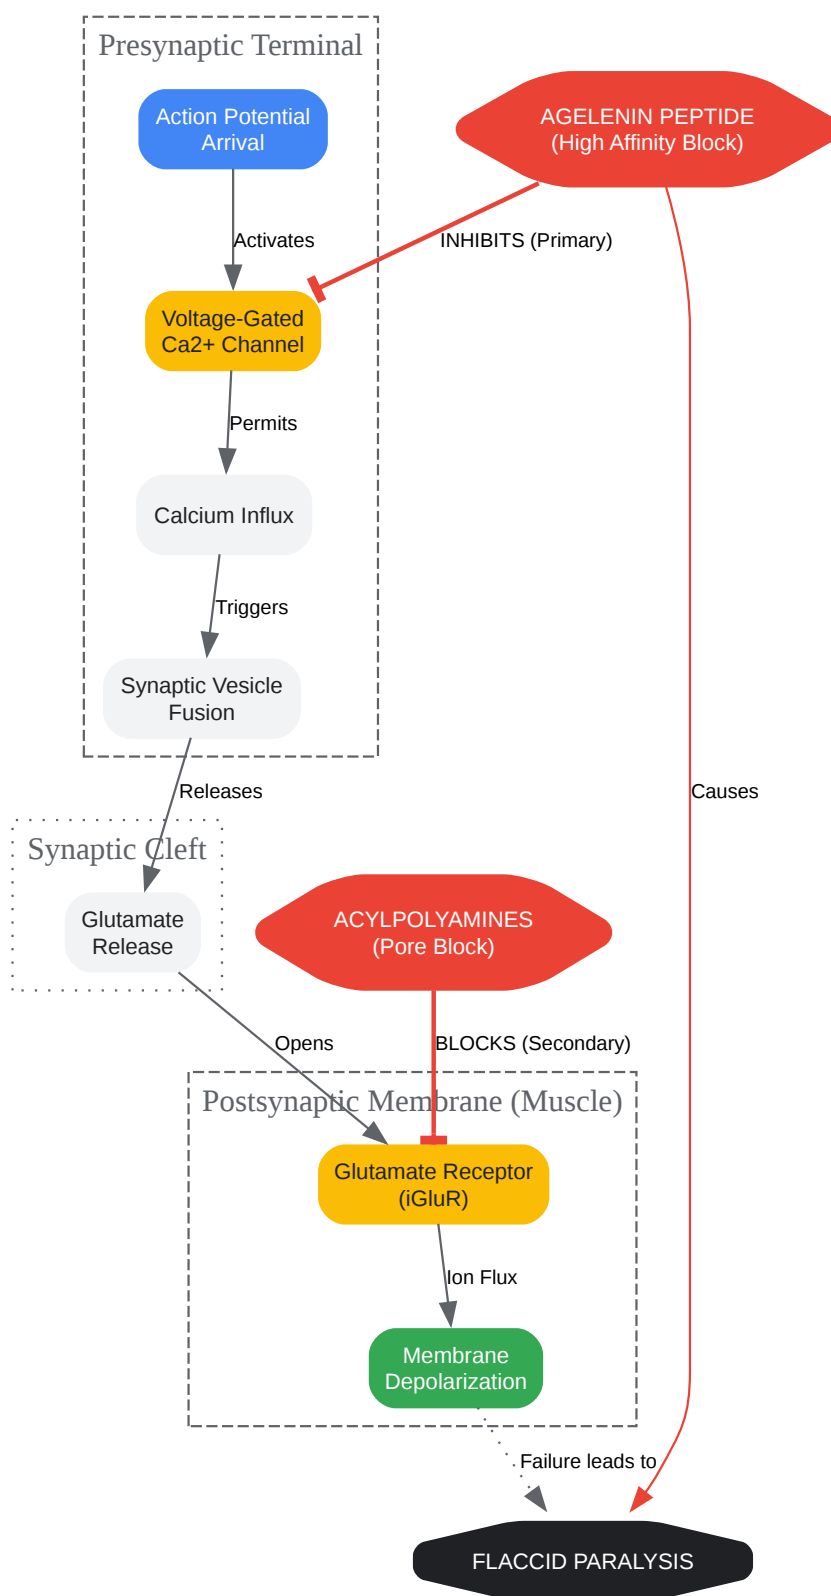 Presynaptic Terminal
Action Potential
Arrival
AGELENIN PEPTIDE
(High Affinity Block)
Activates
INHIBITS (Primary)
Voltage-Gated
Ca2+ Channel
Permits
Calcium Influx
Triggers
Synaptic Vesicle
Fusion
Releases
Causes
Synaptic Cleft
Glutamate
Release
ACYLPOLYAMINES
(Pore Block)
Opens
BLOCKS (Secondary)
Postsynaptic Membrane (Muscle)
Glutamate Receptor
(iGluR)
Ion Flux
Membrane
Depolarization
Failure leads to
FLACCID PARALYSIS